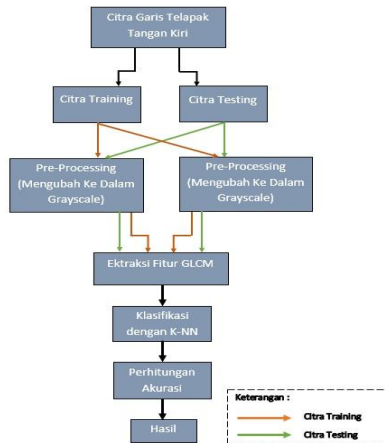 Citra Garis Telapak
Tangan Kiri
Citra Training
Citra Testing
Pre-Processing
(Mengubah Ke Dalam
Grayscale)
Pre-Processing
(Mengubah Ke Dalam
Grayscale)
Ektraksi Fitur GLCM
Klasifikasi
dengan K-NN
Perhitungan
Akurasi
Hasil
Keterangan :
Citra Training
Citra Testing